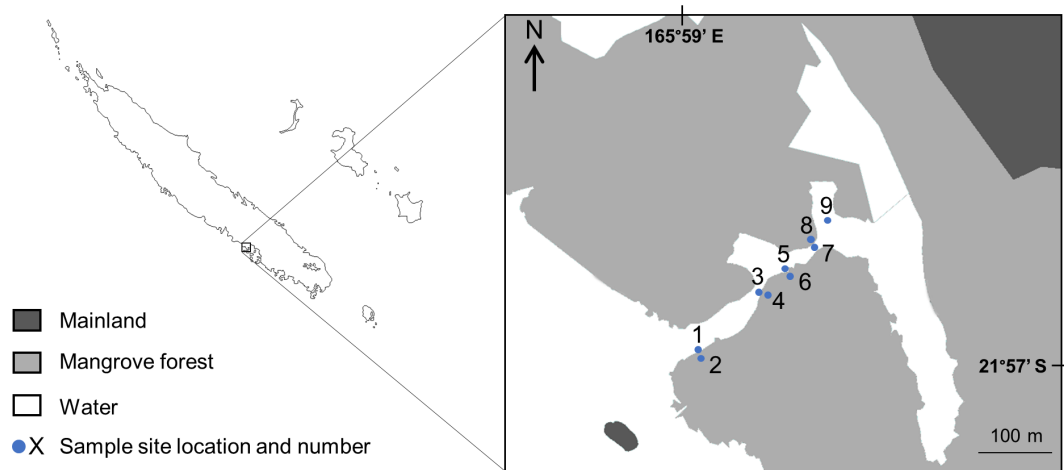 N
165°59’ E
9
8
7
5
6
3
4
1
2
21°57’ S
100 m
Mainland
Mangrove forest
Water
X Sample site location and number